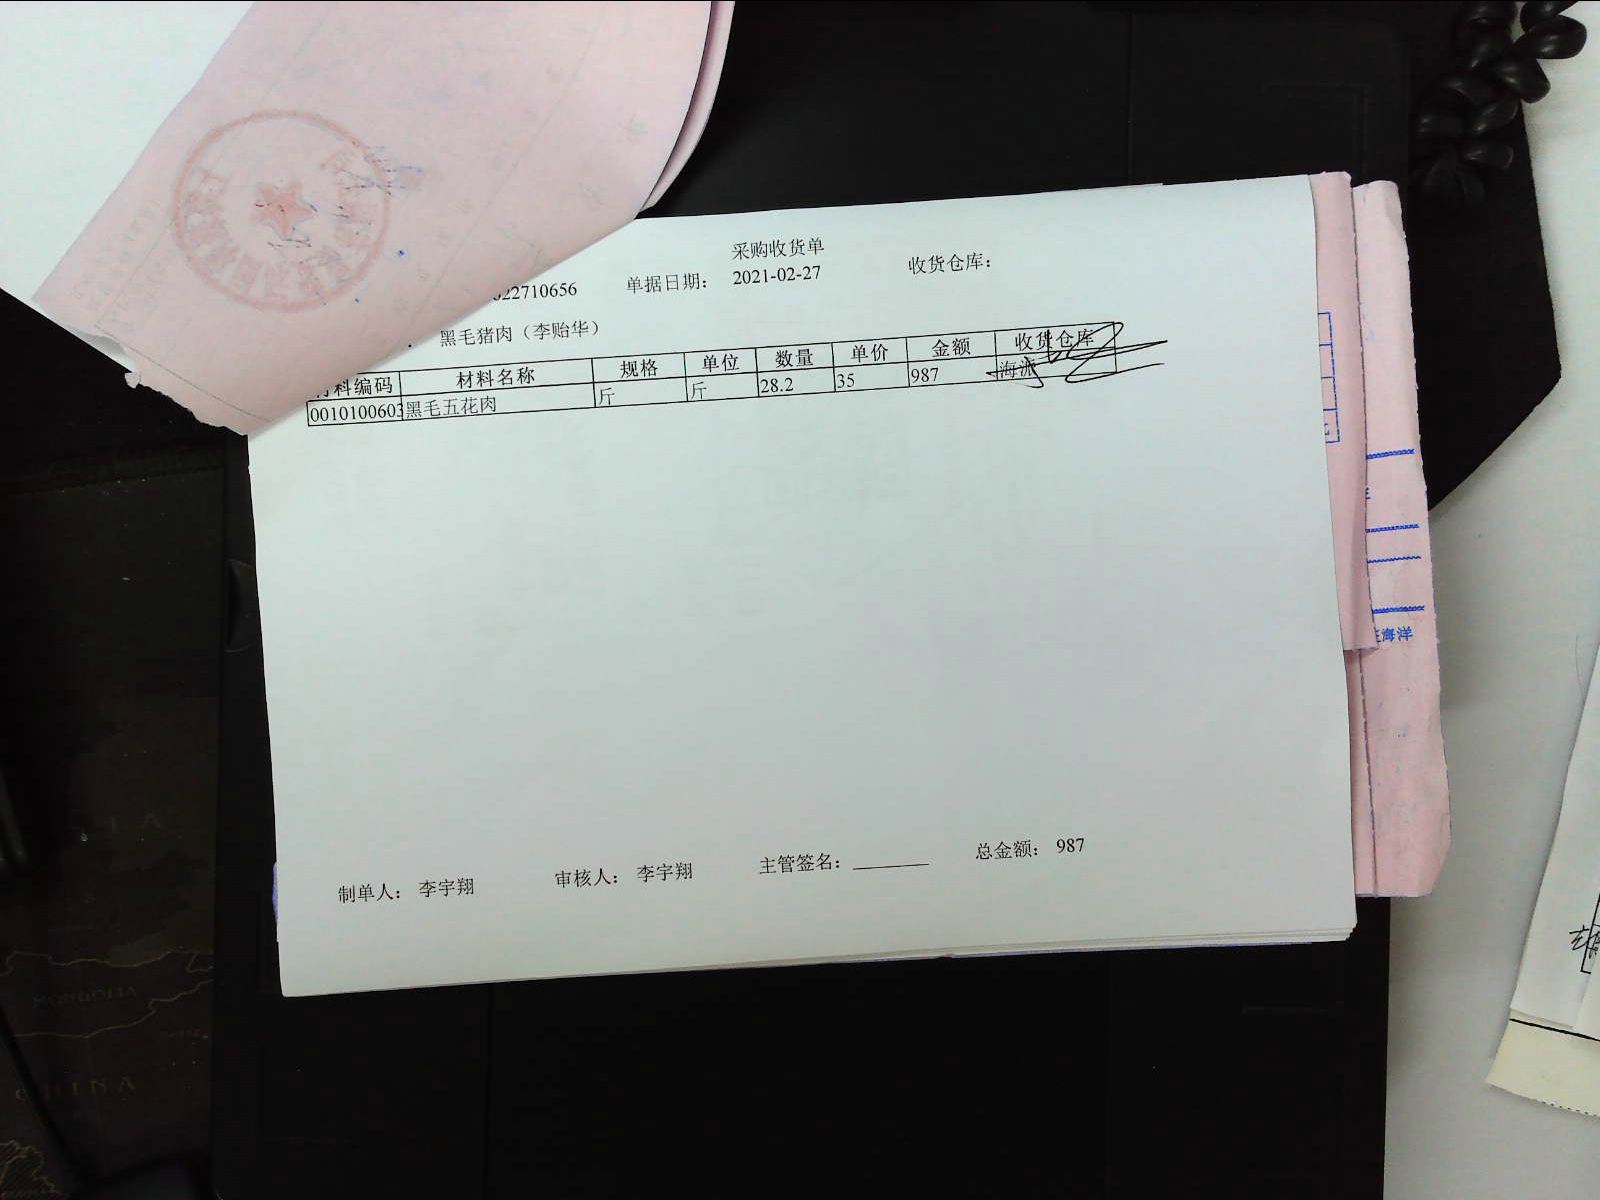 采购收货单
22710656 单据日期： 2021-02-27 收货仓库：
黑毛猪肉（李贻华）
料编码 材料名称 规格 单位 数量 单价 金额 收货仓库
0010100603 黑毛五花肉 斤 斤 28.2 35 987 海派
制单人： 李宇翔 审核人： 李宇翔 主管签名： 总金额： 987
海洋
MONGOLIA
CHINA